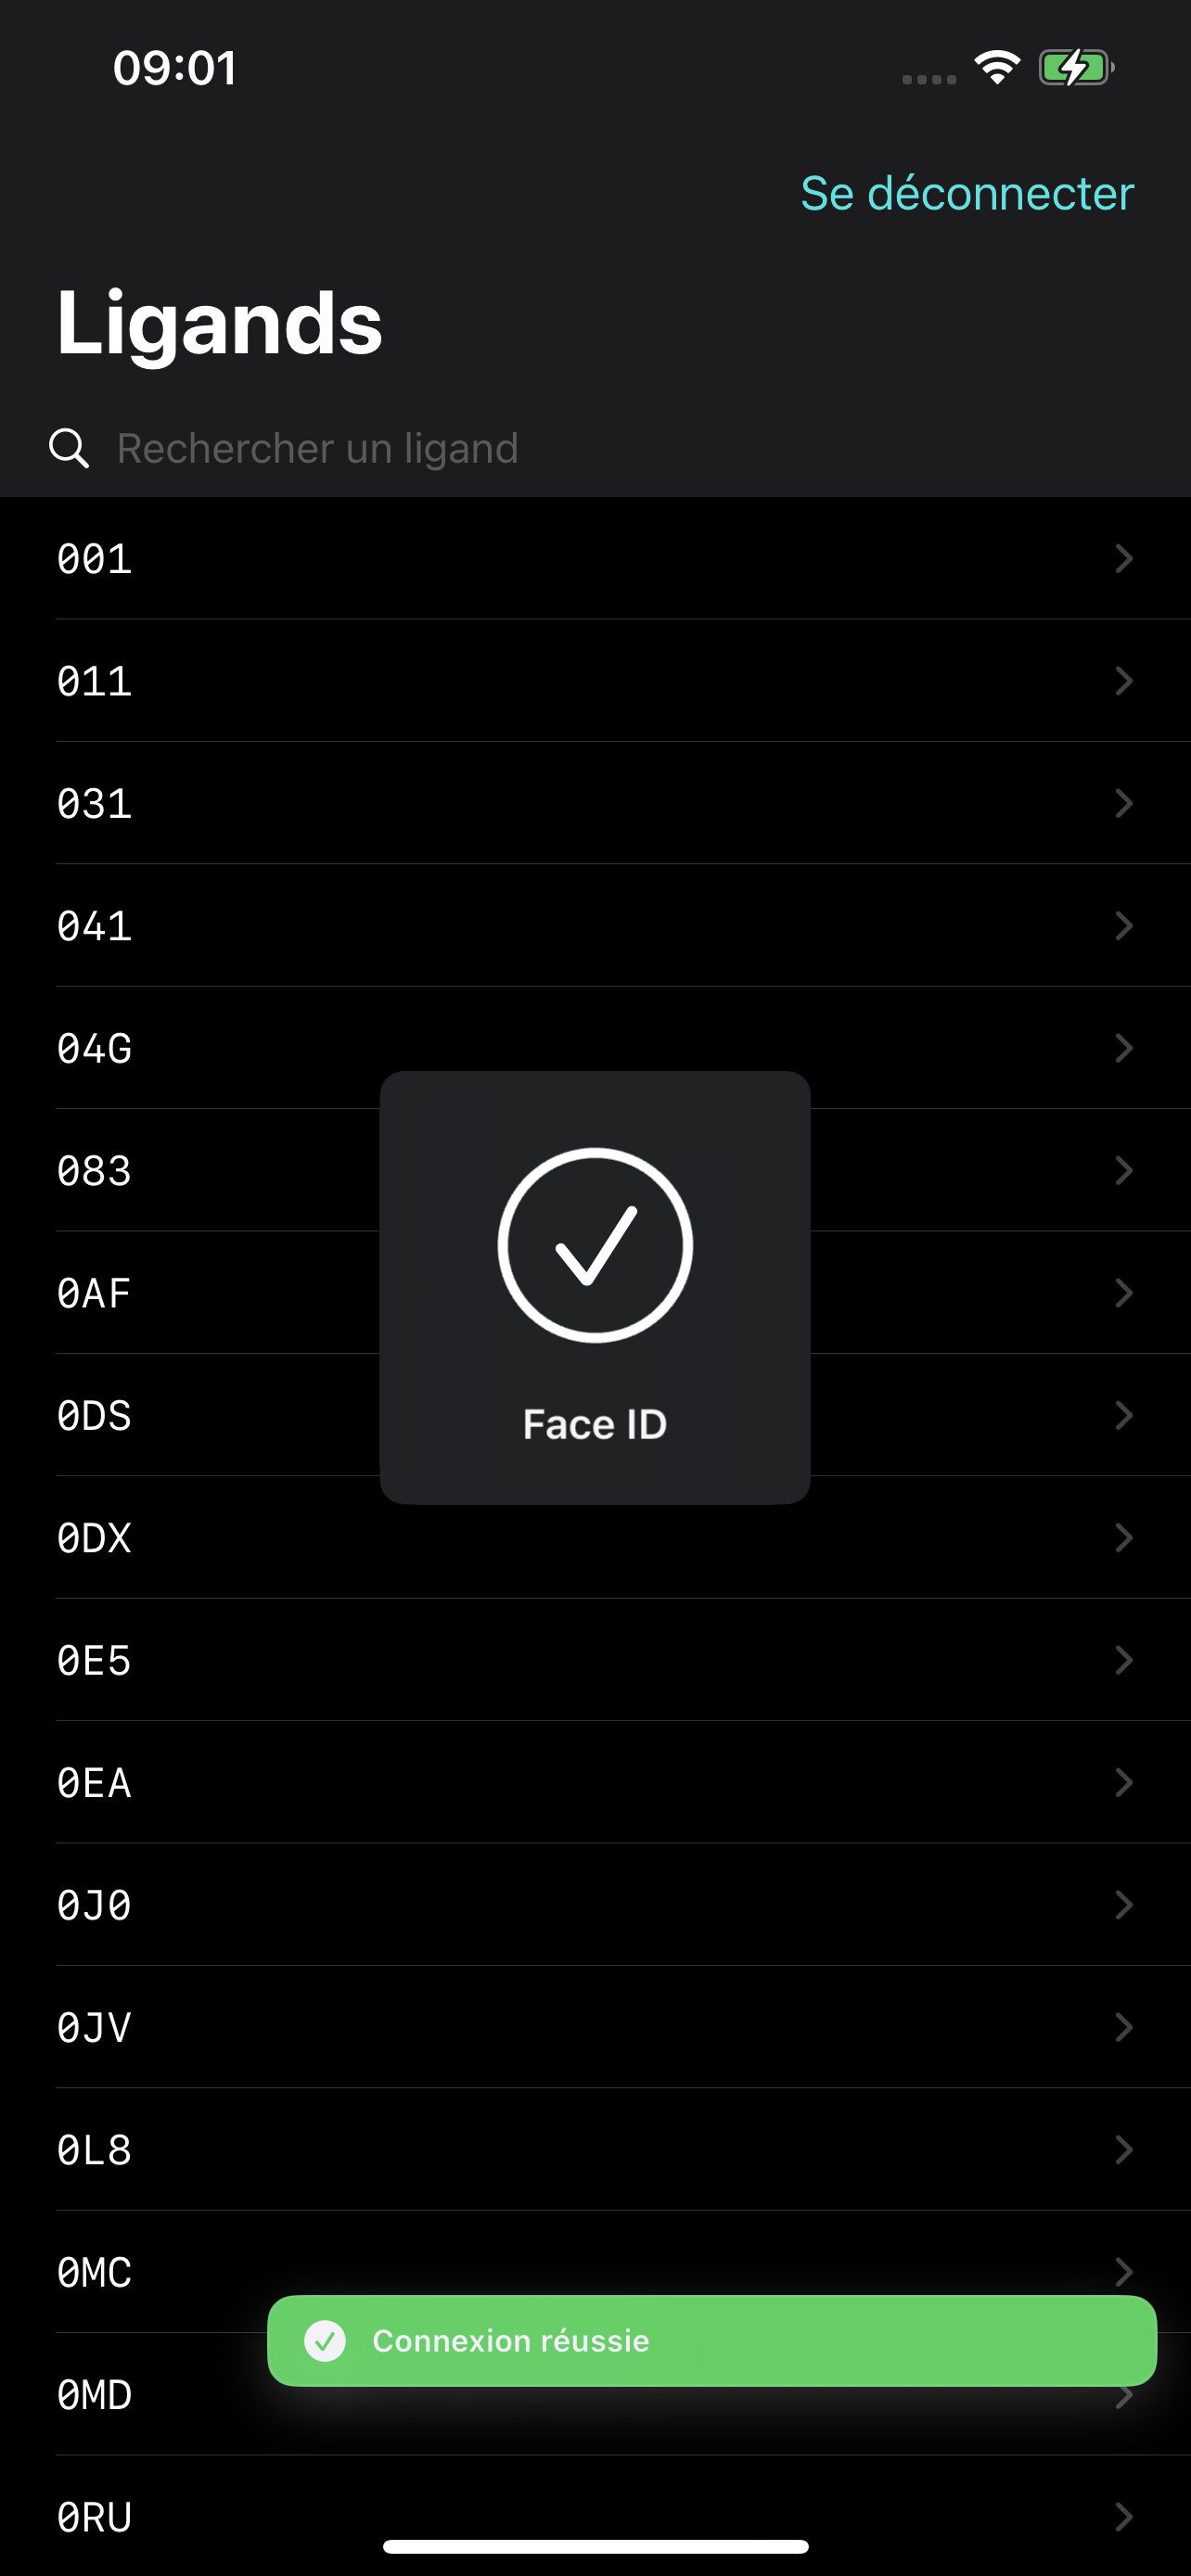 09:01
Se déconnecter
Ligands
Rechercher un ligand
001
011
031
041
04G
083
0AF
0DS
Face ID
0DX
0E5
0EA
0J0
0JV
0L8
0MC
Connexion réussie
0MD
0RU